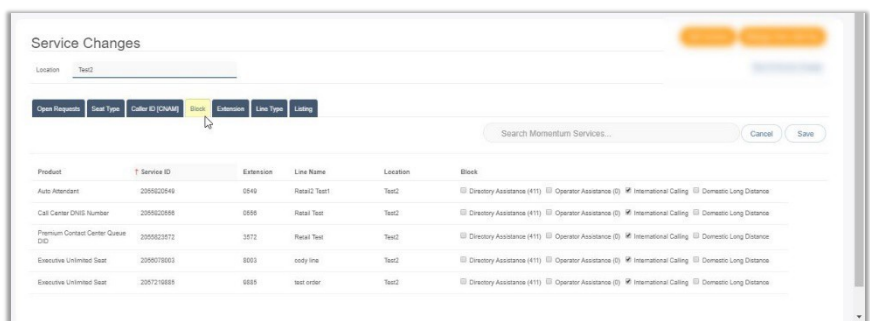 Service Changes
Location Test2
Open Requests Seat Type Caller ID [CNAM] Block Extension Line Type Listing
Search Momentum Services... Cancel Save
Product ↑ Service ID Extension Line Name Location Block
Auto Attendant 2055820549 0549 Retail2 Test1 Test2 Directory Assistance (411) Operator Assistance (0) International Calling Domestic Long Distance
Call Center DNIS Number Retail Test Test2 Directory Assistance (411) Operator Assistance (0) International Calling Domestic Long Distance
Premium Contact Center Queue 2055823572 3572 Retail Test Test2 Directory Assistance (411) Operator Assistance (0) International Calling Domestic Long Distance
DID
Executive Unlimited Seat 2056078003 8003 cody line Test2 Directory Assistance (411) Operator Assistance (0) International Calling Domestic Long Distance
Executive Unlimited Seat 2057219885 9885 test order Test2 Directory Assistance (411) Operator Assistance (0) International Calling Domestic Long Distance